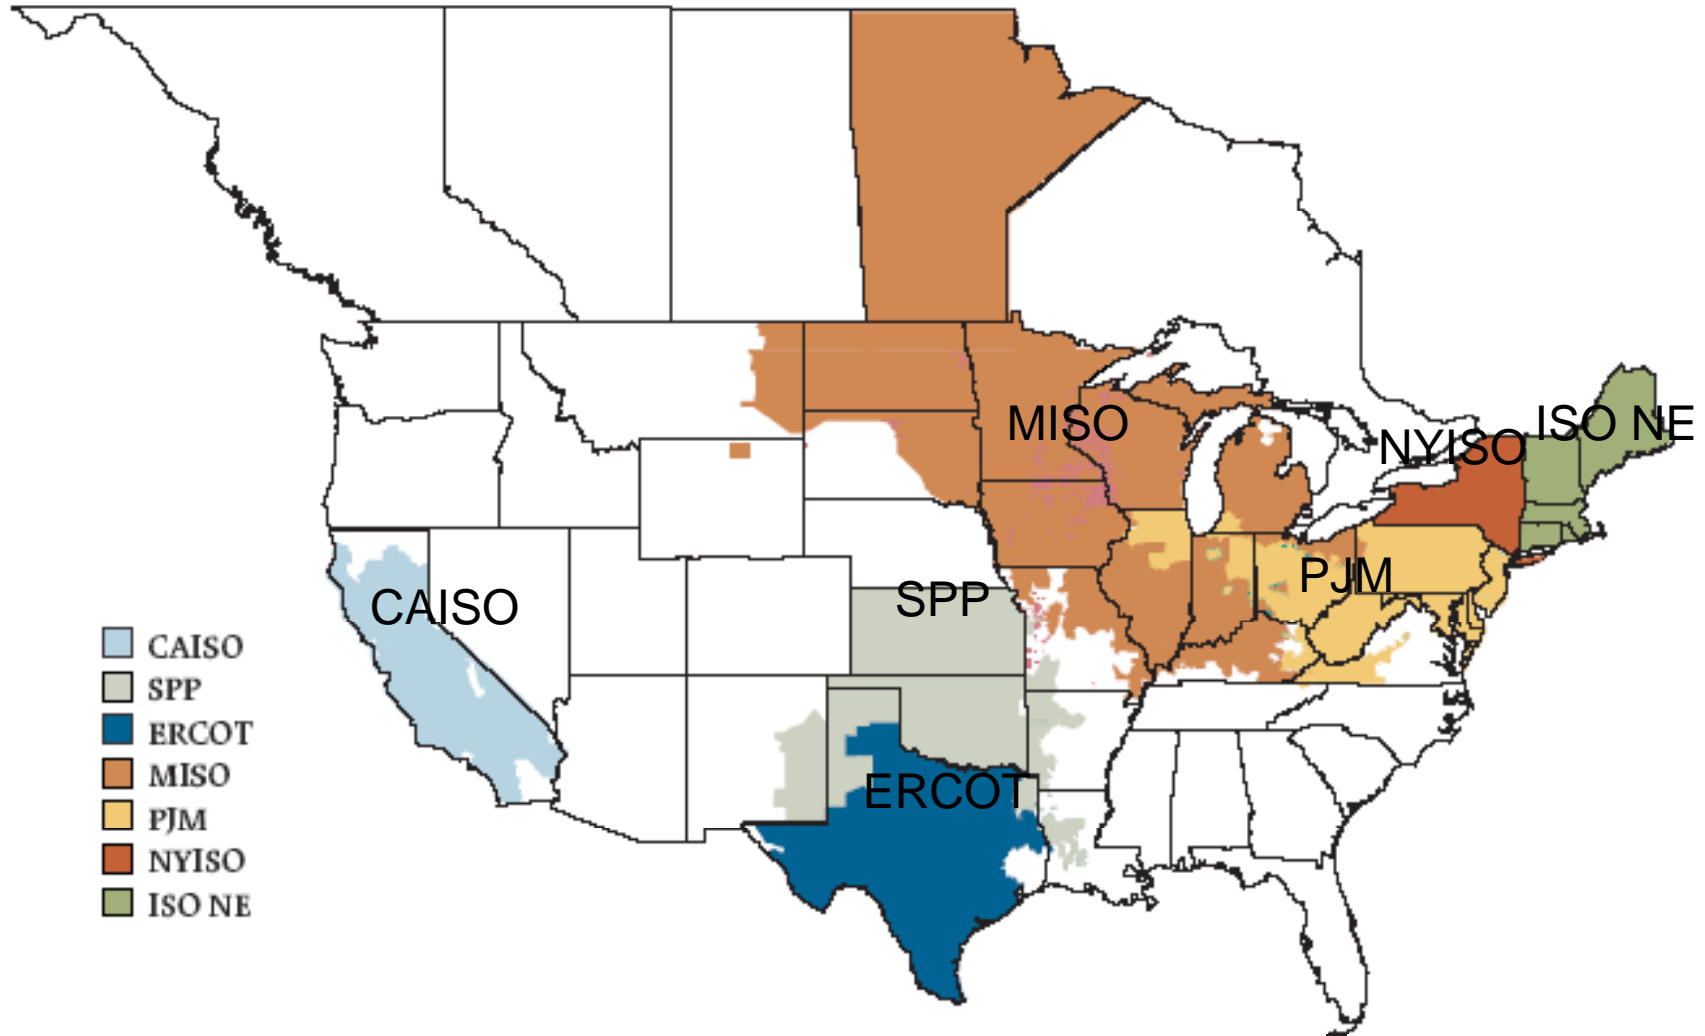 MISO
ISO NE
NYISO
PJM
SPP
CAISO
ERCOT
CAISO
SPP
ERCOT
MISO
PJM
NYISO
ISO NE